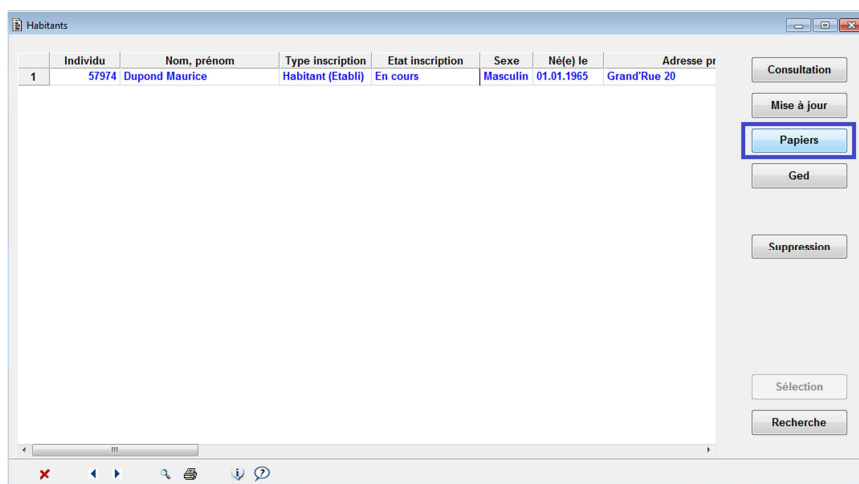 Habitants
Individu Nom, prénom Type inscription Etat inscription Sexe Né(e) le Adresse pr
1 57974 Dupond Maurice Habitant (Etabli) En cours Masculin 01.01.1965 Grand'Rue 20
Consultation
Mise à jour
Papiers
Ged
Suppression
Sélection
Recherche